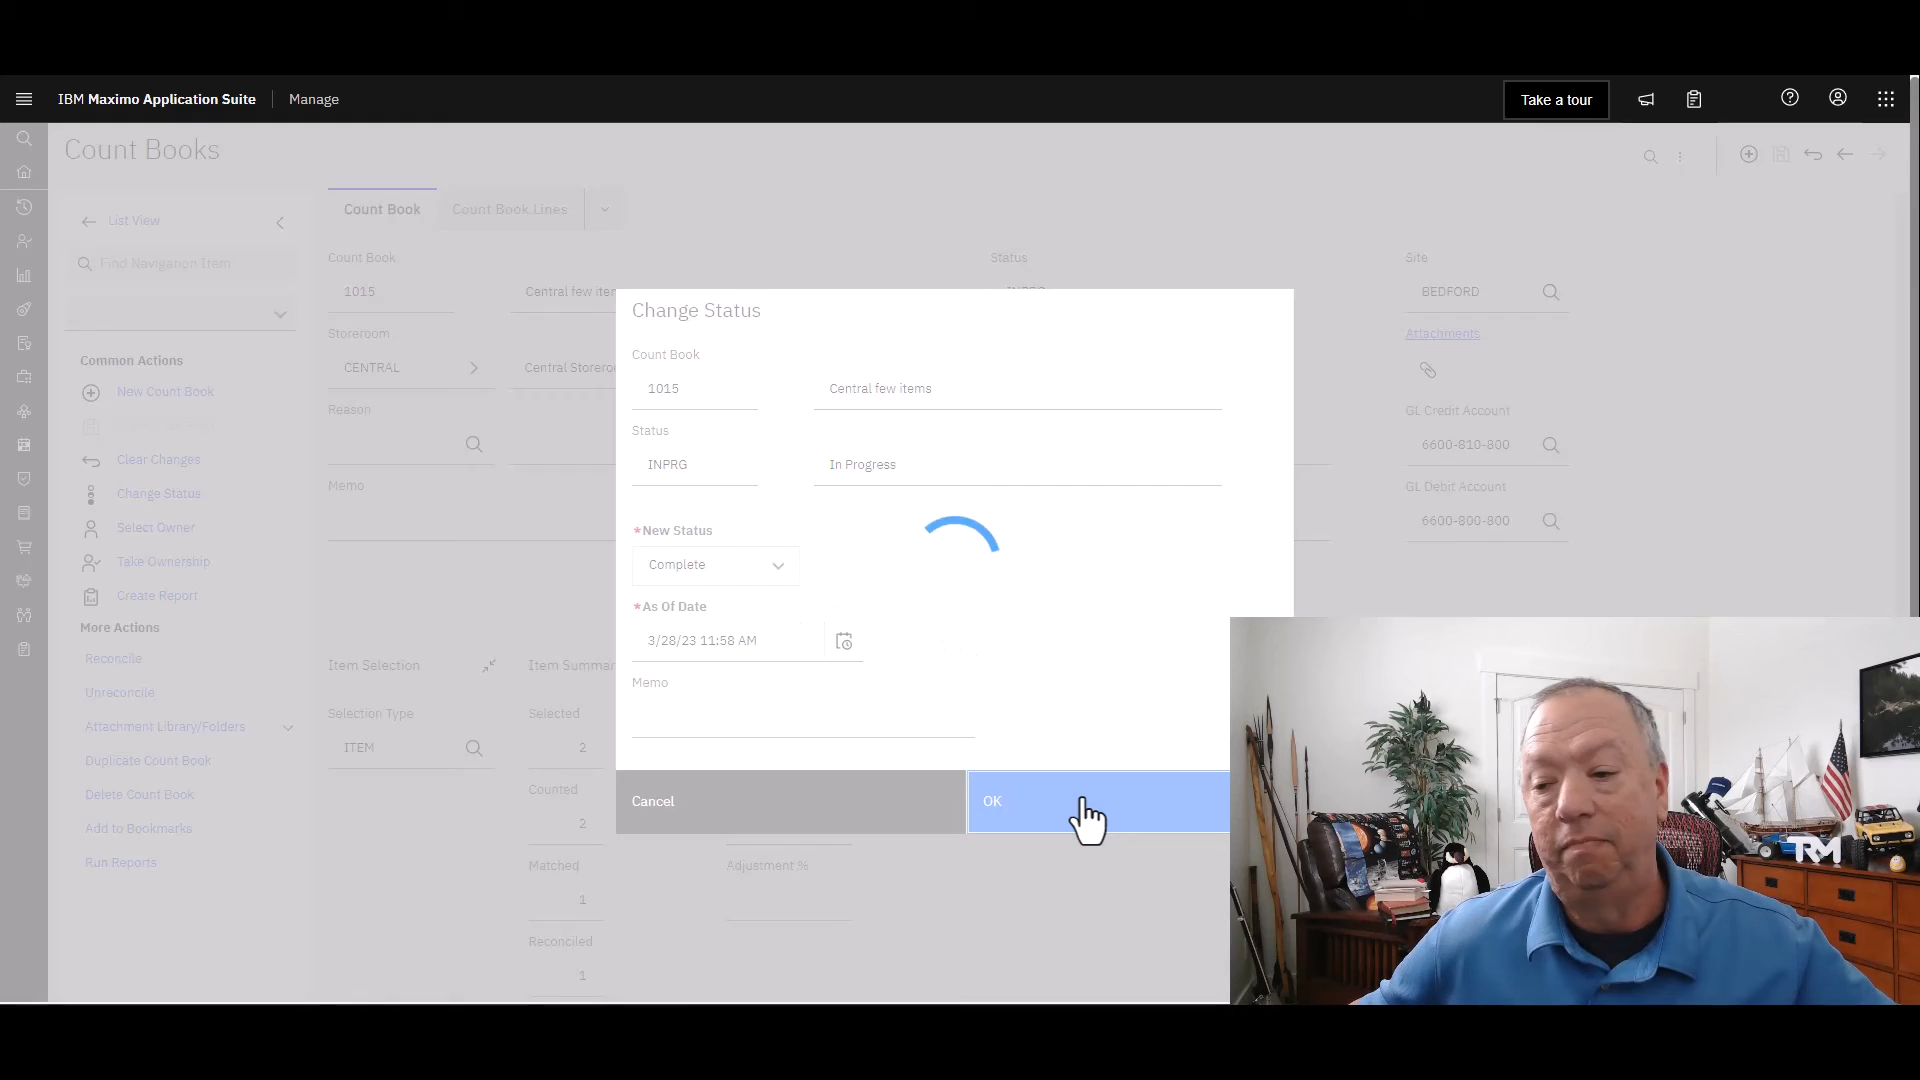 IBM Maximo Application Suite
Manage
Take a tour
Count Books
List View
Find Navigation Item
Common Actions
New Count Book
Clear Changes
Change Status
Select Owner
Take Ownership
Create Report
More Actions
Reconcile
Unreconcile
Attachment Library/Folders
Duplicate Count Book
Delete Count Book
Add to Bookmarks
Run Reports
Count Book
Count Book Lines
Count Book
1015
Central few
Status
Site
BEDFORD
Attachments
Storeroom
CENTRAL
Central
Reason
Memo
GL Credit Account
6600-810-800
GL Debit Account
6600-890-800
Item Selection
Selection Type
ITEM
Item
Selected
2
Counted
2
Matched
1
Reconciled
1
Adjustment %
Change Status
Count Book
1015
Central few items
Status
INPRG
In Progress
*New Status
Complete
*As Of Date
3/28/23 11:58 AM
Memo
Cancel
OK
TRM